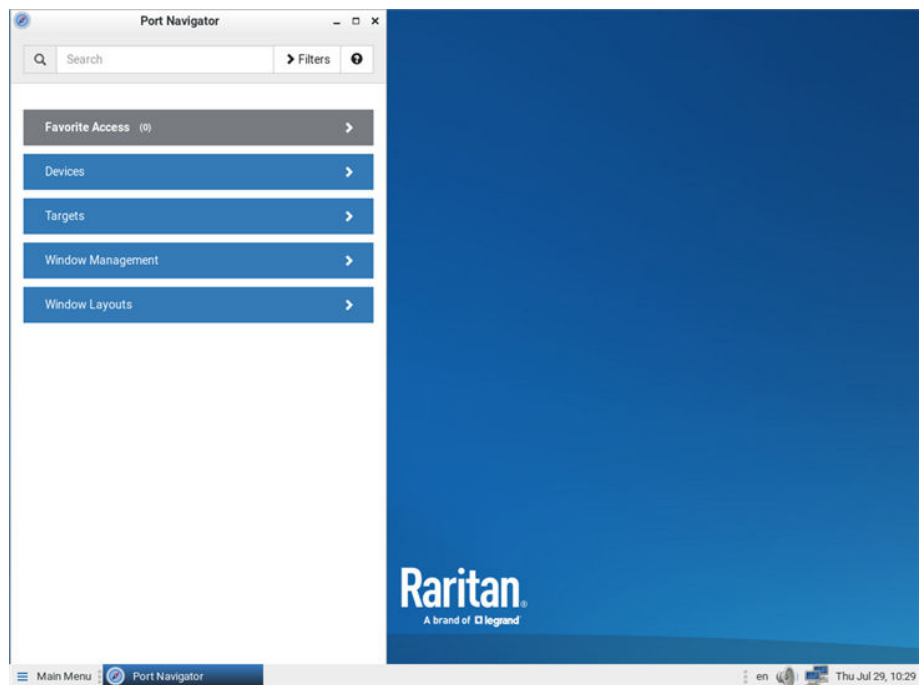 Port Navigator
Search
Filters
Favorite Access (0)
Devices
Targets
Window Management
Window Layouts
Raritan®
A brand of legrand®
Main Menu
Port Navigator
en
Thu Jul 29, 10:29